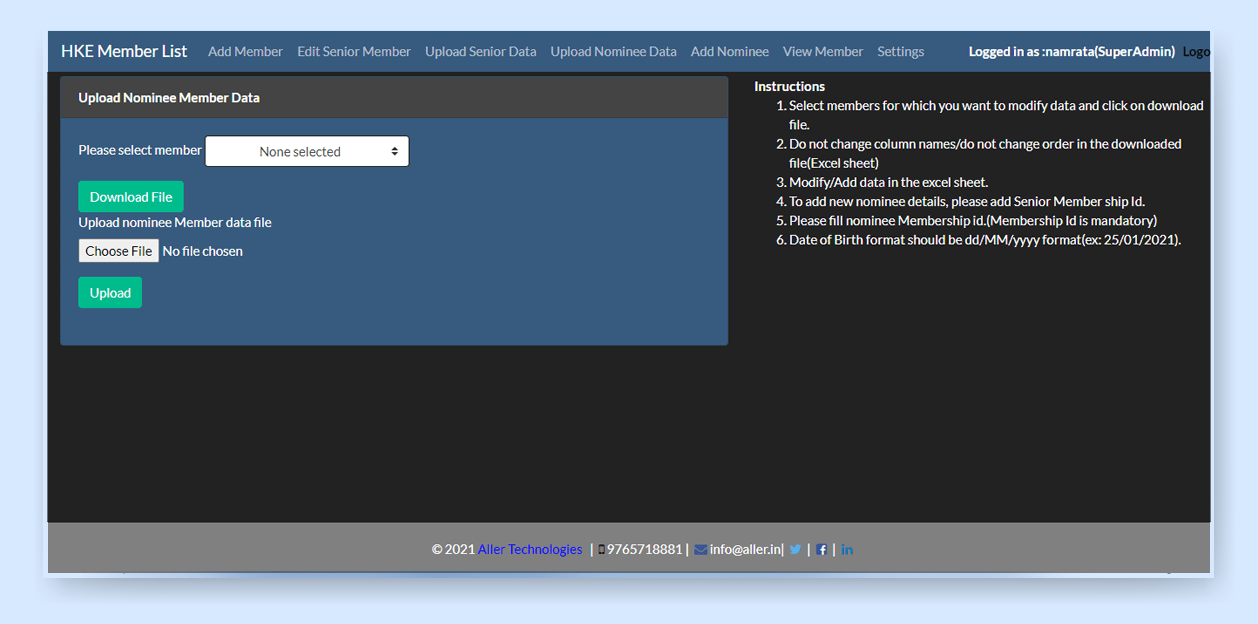 HKE Member List Add Member Edit Senior Member Upload Senior Data Upload Nominee Data Add Nominee View Member Settings Logged in as :namrata(SuperAdmin) Logo
Upload Nominee Member Data
Please select member None selected
Download File
Upload nominee Member data file
Choose File No file chosen
Upload
Instructions
1. Select members for which you want to modify data and click on download
file.
2. Do not change column names/do not change order in the downloaded
file(Excel sheet)
3. Modify/Add data in the excel sheet.
4. To add new nominee details, please add Senior Member ship Id.
5. Please fill nominee Membership id.(Membership Id is mandatory)
6. Date of Birth format should be dd/MM/yyyy format(ex: 25/01/2021).
© 2021 Aller Technologies | 9765718881 | info@aller.in| | |